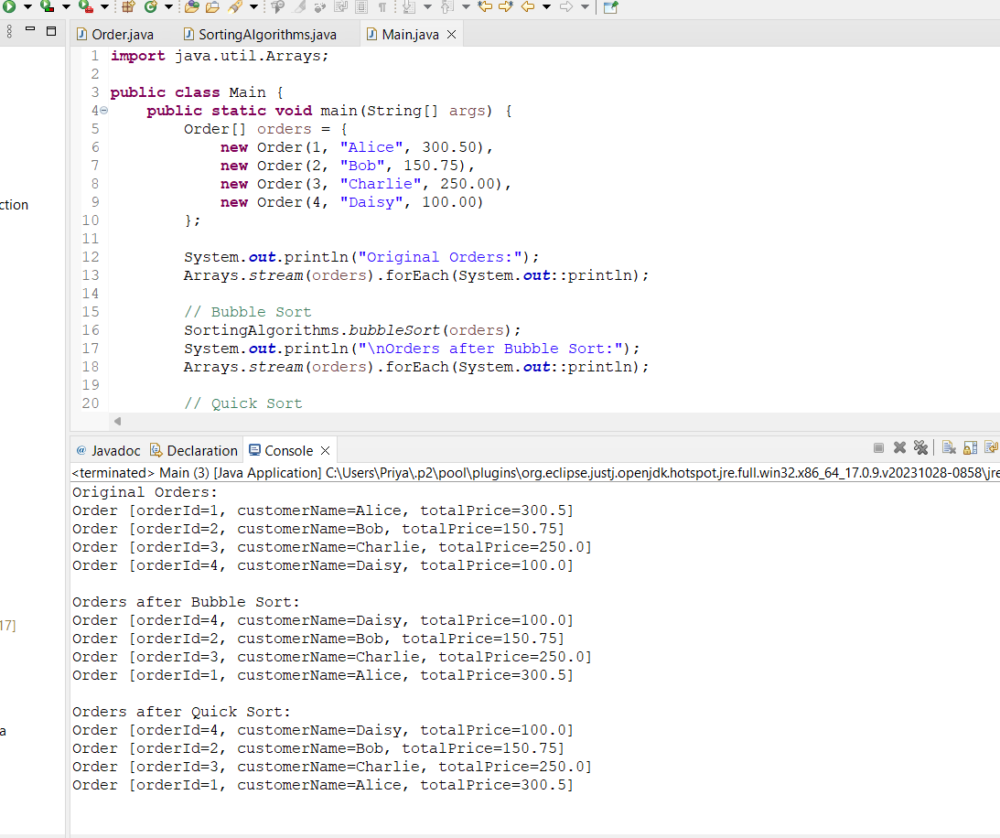 Order.java SortingAlgorithms.java Main.java
1 import java.util.Arrays;
2
3 public class Main {
4 public static void main(String[] args) {
5 Order[] orders = {
6 new Order(1, "Alice", 300.50),
7 new Order(2, "Bob", 150.75),
8 new Order(3, "Charlie", 250.00),
9 new Order(4, "Daisy", 100.00)
10 };
11
12 System.out.println("Original Orders:");
13 Arrays.stream(orders).forEach(System.out::println);
14
15 // Bubble Sort
16 SortingAlgorithms.bubbleSort(orders);
17 System.out.println("\nOrders after Bubble Sort:");
18 Arrays.stream(orders).forEach(System.out::println);
19
20 // Quick Sort
ction
17]
a
@ Javadoc Declaration Console
<terminated> Main (3) [Java Application] C:\Users\Priya\.p2\pool\plugins\org.eclipse.justj.openjdk.hotspot.jre.full.win32.x86_64_17.0.9.v20231028-0858\jre
Original Orders:
Order [orderId=1, customerName=Alice, totalPrice=300.5]
Order [orderId=2, customerName=Bob, totalPrice=150.75]
Order [orderId=3, customerName=Charlie, totalPrice=250.0]
Order [orderId=4, customerName=Daisy, totalPrice=100.0]
Orders after Bubble Sort:
Order [orderId=4, customerName=Daisy, totalPrice=100.0]
Order [orderId=2, customerName=Bob, totalPrice=150.75]
Order [orderId=3, customerName=Charlie, totalPrice=250.0]
Order [orderId=1, customerName=Alice, totalPrice=300.5]
Orders after Quick Sort:
Order [orderId=4, customerName=Daisy, totalPrice=100.0]
Order [orderId=2, customerName=Bob, totalPrice=150.75]
Order [orderId=3, customerName=Charlie, totalPrice=250.0]
Order [orderId=1, customerName=Alice, totalPrice=300.5]